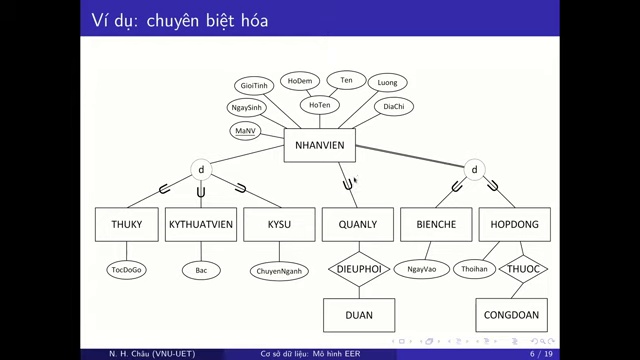 Ví dụ: chuyên biệt hóa
HoDem
Ten
Luong
GioiTinh
NgaySinh
HoTen
DiaChi
MaNV
NHANVIEN
d
d
THUKY
KYTHUATVIEN
KYSU
QUANLY
BIENCHE
HOPDONG
TocDoGo
Bac
ChuyenNganh
DIEUPHOI
NgayVao
Thoihan
THUOC
DUAN
CONGDOAN
N. H. Châu (VNU-UET)
Cơ sở dữ liệu: Mô hình EER
6 / 19